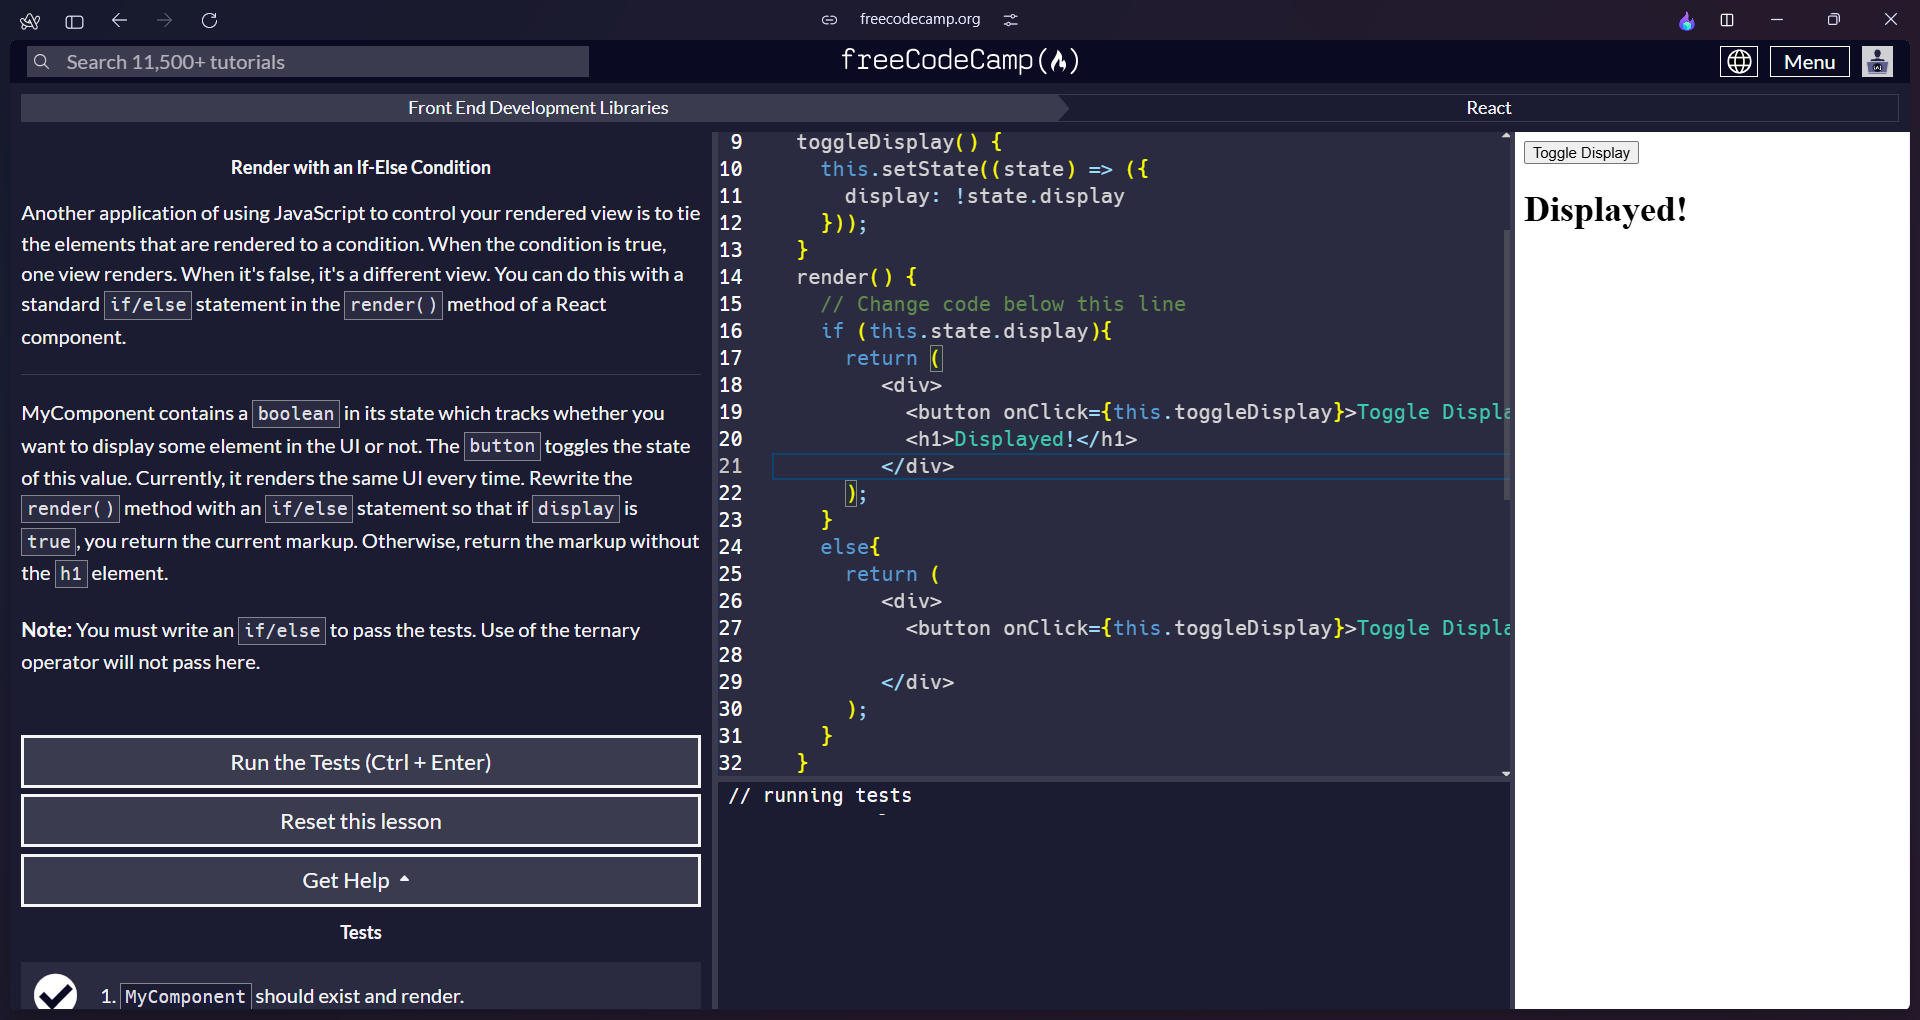 freecodecamp.org
Search 11,500+ tutorials
freeCodeCamp(🔥)
Menu
Front End Development Libraries
React
Render with an If-Else Condition
Another application of using JavaScript to control your rendered view is to tie
the elements that are rendered to a condition. When the condition is true,
one view renders. When it's false, it's a different view. You can do this with a
standard if/else statement in the render() method of a React
component.
MyComponent contains a boolean in its state which tracks whether you
want to display some element in the UI or not. The button toggles the state
of this value. Currently, it renders the same UI every time. Rewrite the
render() method with an if/else statement so that if display is
true, you return the current markup. Otherwise, return the markup without
the h1 element.
Note: You must write an if/else to pass the tests. Use of the ternary
operator will not pass here.
Run the Tests (Ctrl + Enter)
Reset this lesson
Get Help
Tests
1. MyComponent should exist and render.
9 toggleDisplay() {
10 this.setState((state) => ({
11 display: !state.display
12 }));
13 }
14 render() {
15 // Change code below this line
16 if (this.state.display){
17 return (
18 <div>
19 <button onClick={this.toggleDisplay}>Toggle Displa
20 <h1>Displayed!</h1>
21 </div>
22 );
23 }
24 else{
25 return (
26 <div>
27 <button onClick={this.toggleDisplay}>Toggle Displa
28
29 </div>
30 );
31 }
32 }
// running tests
Toggle Display
Displayed!